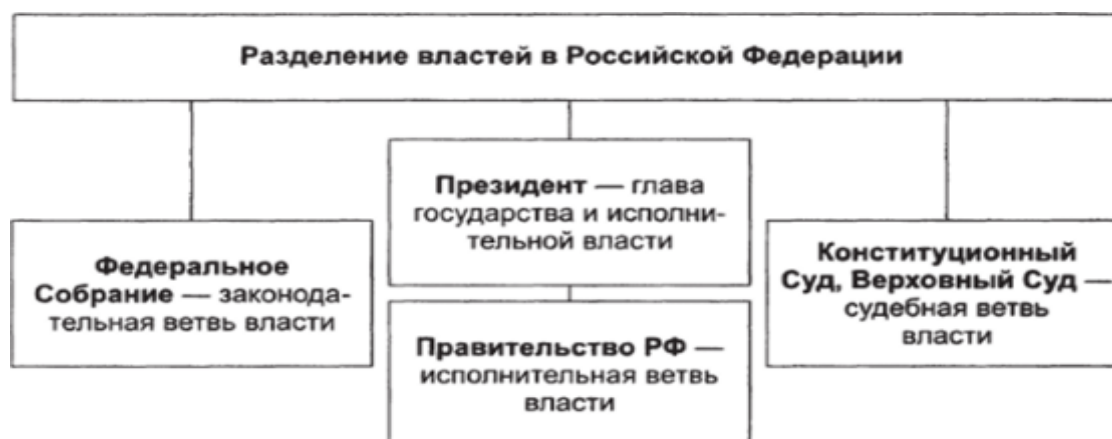 Разделение властей в Российской Федерации
Президент — глава
государства и исполни-
тельной власти
Федеральное
Собрание — законода-
тельная ветвь власти
Конституционный
Суд, Верховный Суд —
судебная ветвь
власти
Правительство РФ —
исполнительная ветвь
власти